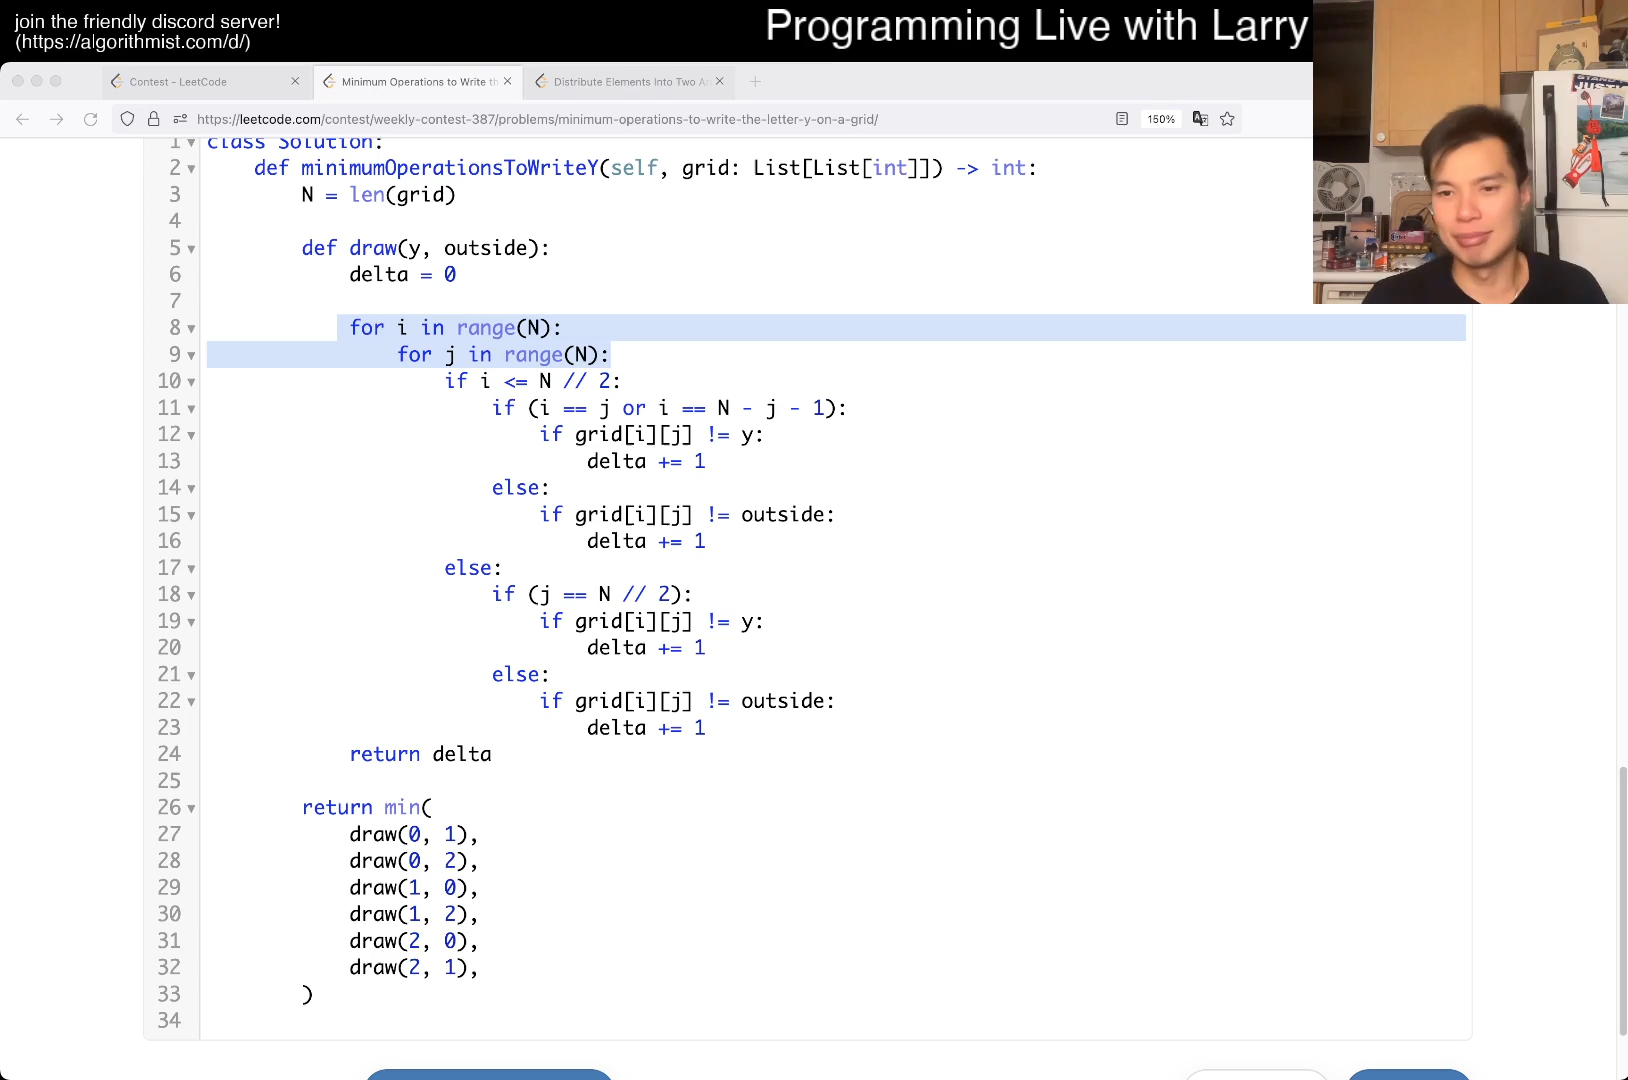 join the friendly discord server!
(https://algorithmist.com/d/)
Programming Live with Larry
Contest - LeetCode
Minimum Operations to Write th
Distribute Elements Into Two Ar
https://leetcode.com/contest/weekly-contest-387/problems/minimum-operations-to-write-the-letter-y-on-a-grid/
150%
1 class Solution:
2 def minimumOperationsToWriteY(self, grid: List[List[int]]) -> int:
3 N = len(grid)
4
5 def draw(y, outside):
6 delta = 0
7
8 for i in range(N):
9 for j in range(N):
10 if i <= N // 2:
11 if (i == j or i == N - j - 1):
12 if grid[i][j] != y:
13 delta += 1
14 else:
15 if grid[i][j] != outside:
16 delta += 1
17 else:
18 if (j == N // 2):
19 if grid[i][j] != y:
20 delta += 1
21 else:
22 if grid[i][j] != outside:
23 delta += 1
24 return delta
25
26 return min(
27 draw(0, 1),
28 draw(0, 2),
29 draw(1, 0),
30 draw(1, 2),
31 draw(2, 0),
32 draw(2, 1),
33 )
34